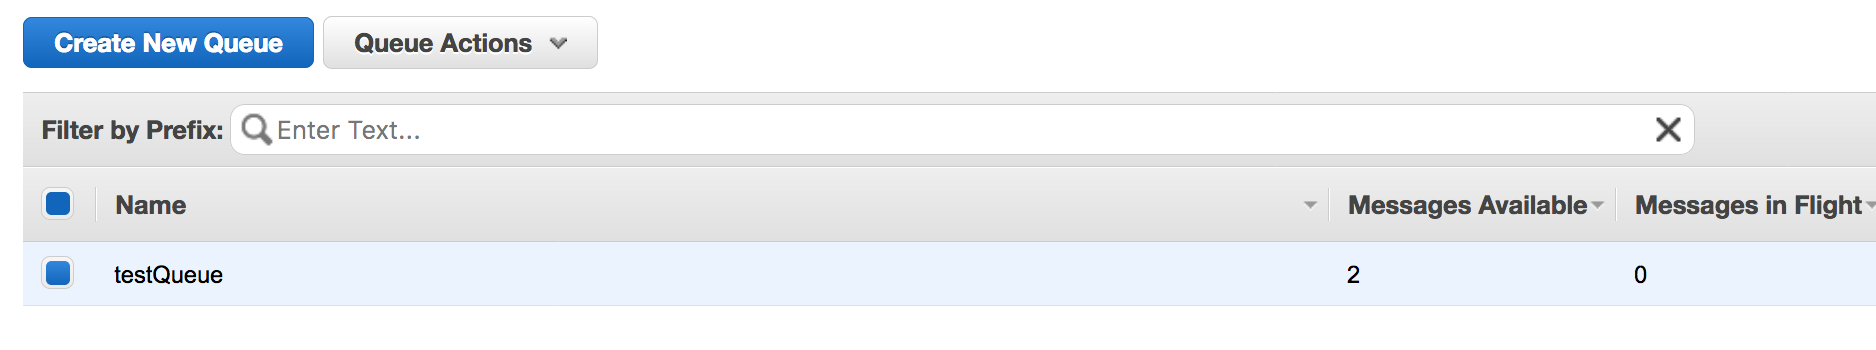 Create New Queue Queue Actions
Filter by Prefix: Enter Text...
Name Messages Available Messages in Flight
testQueue 2 0